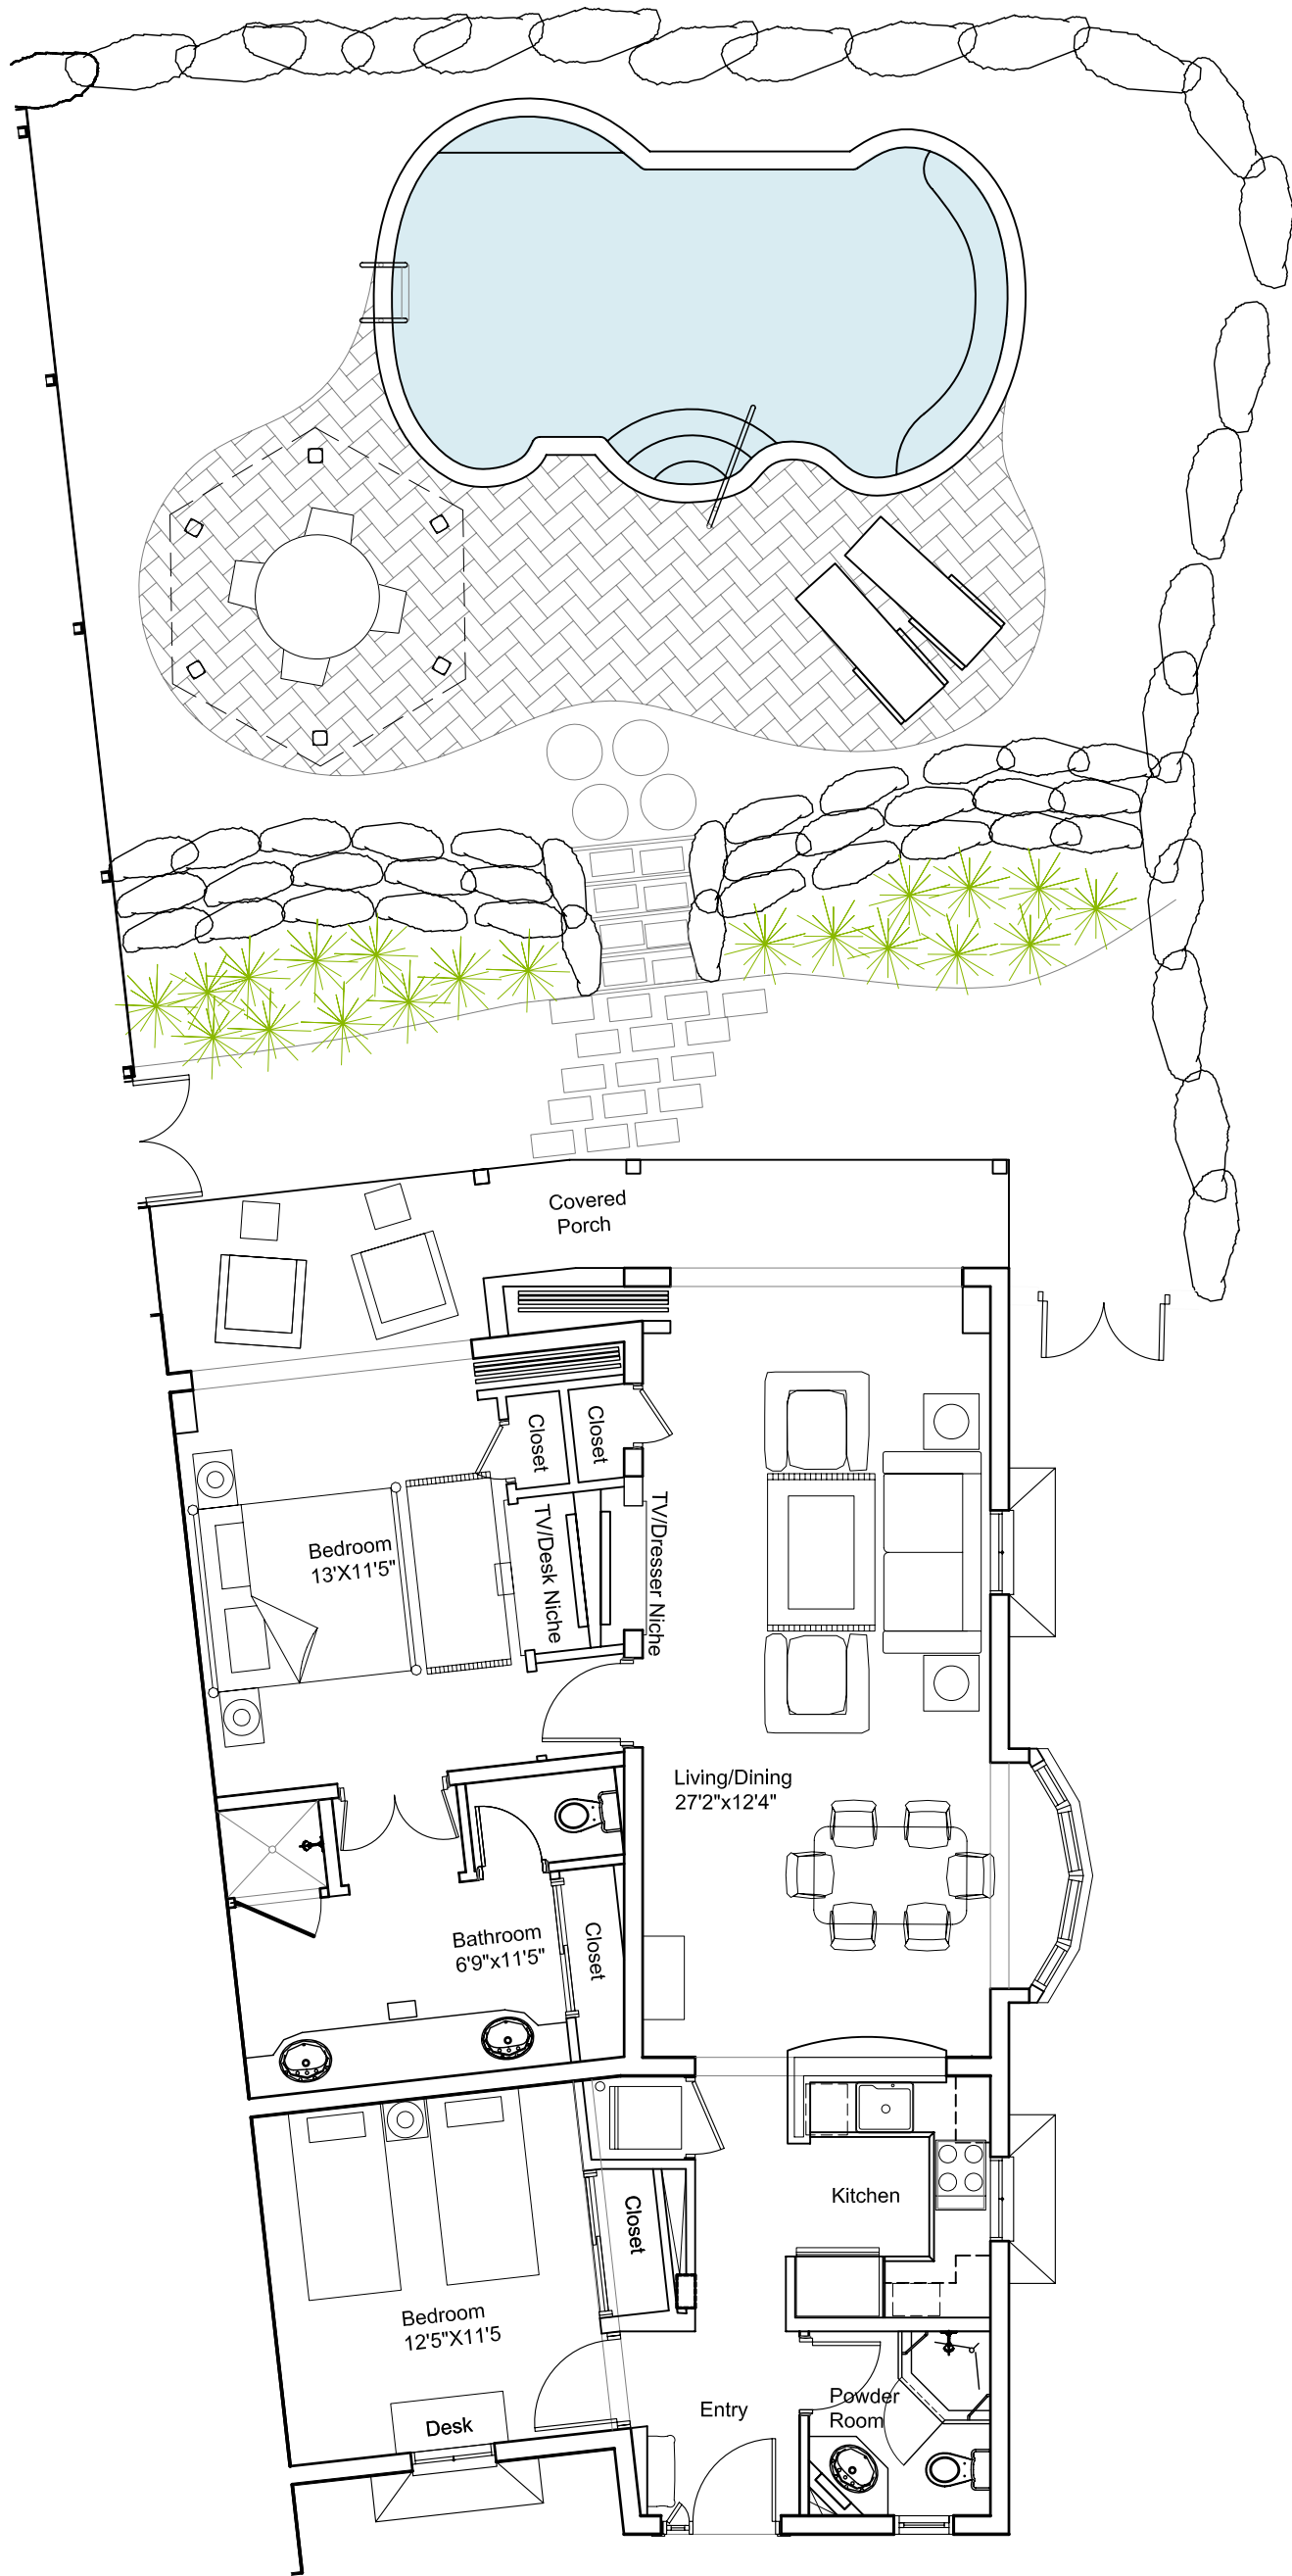 Covered
Porch
Closet
Closet
TV/Desk Niche
TV/Dresser Niche
Bedroom
13'X11'5"
Living/Dining
27'2"x12'4"
Bathroom
6'9"x11'5"
Closet
Kitchen
Closet
Bedroom
12'5"X11'5
Entry
Powder
Room
Desk